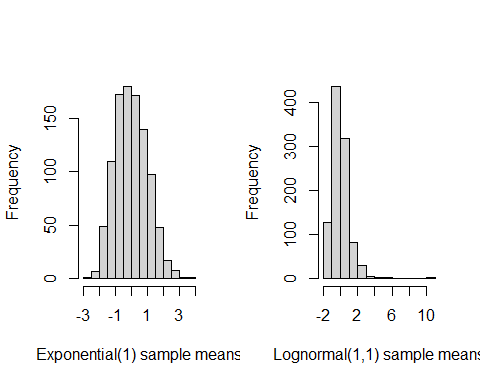 Frequency
150
100
50
0
-3 -1 1 3
Exponential(1) sample means
Frequency
400
300
200
100
0
-2 2 6 10
Lognormal(1,1) sample means